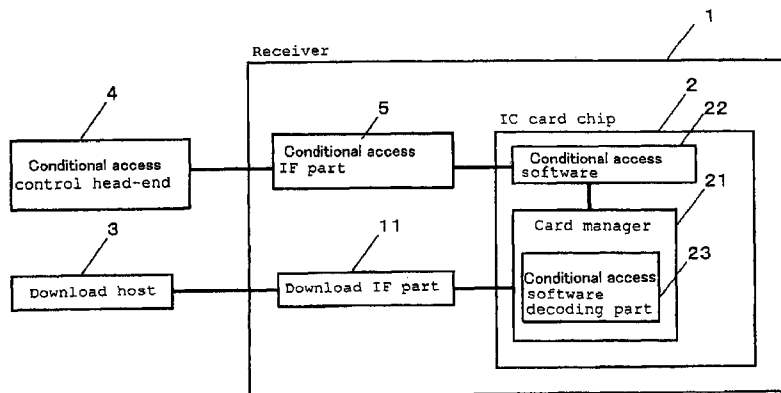 Receiver
1
4
5
2
IC card chip
22
Conditional access
control head-end
Conditional access
IF part
Conditional access
software
21
Card manager
3
11
23
Download host
Download IF part
Conditional access
software
decoding part